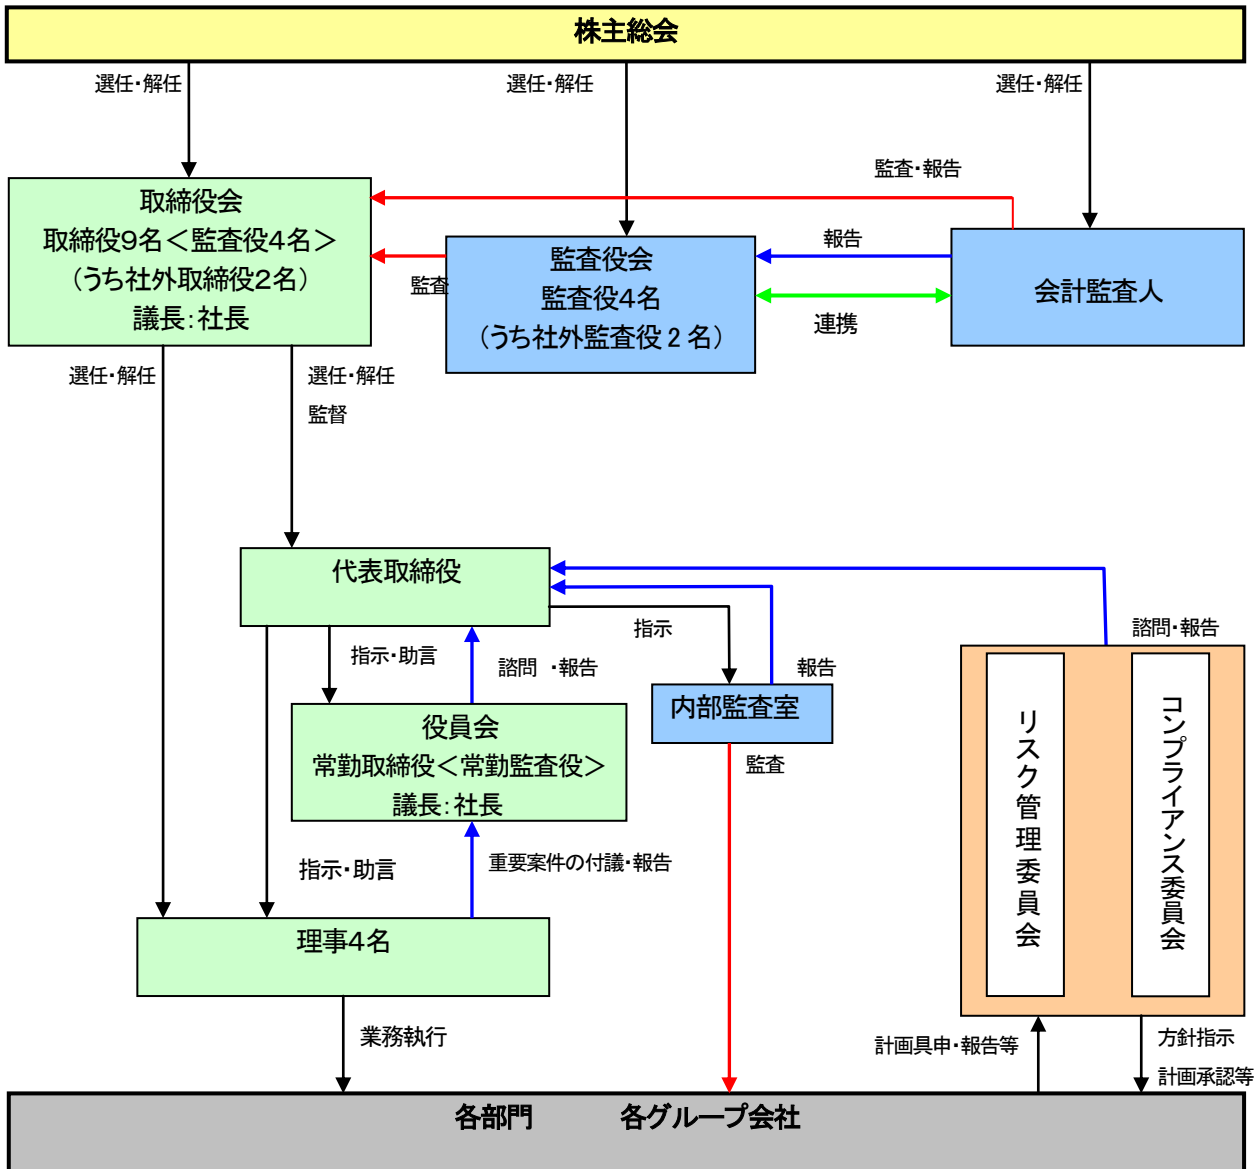 株主総会
選任・解任
選任・解任
選任・解任
監査・報告
取締役会
取締役9名＜監査役4名＞
（うち社外取締役2名）
議長：社長
監査
監査役会
監査役4名
（うち社外監査役２名）
報告
連携
会計監査人
選任・解任
選任・解任
監督
代表取締役
指示
指示・助言
諮問　・報告
報告
諮問・報告
役員会
常勤取締役＜常勤監査役＞
議長：社長
内部監査室
監査
リスク管理委員会
コンプライアンス委員会
指示・助言
重要案件の付議・報告
理事4名
業務執行
計画具申・報告等
方針指示
計画承認等
各部門　　　各グループ会社